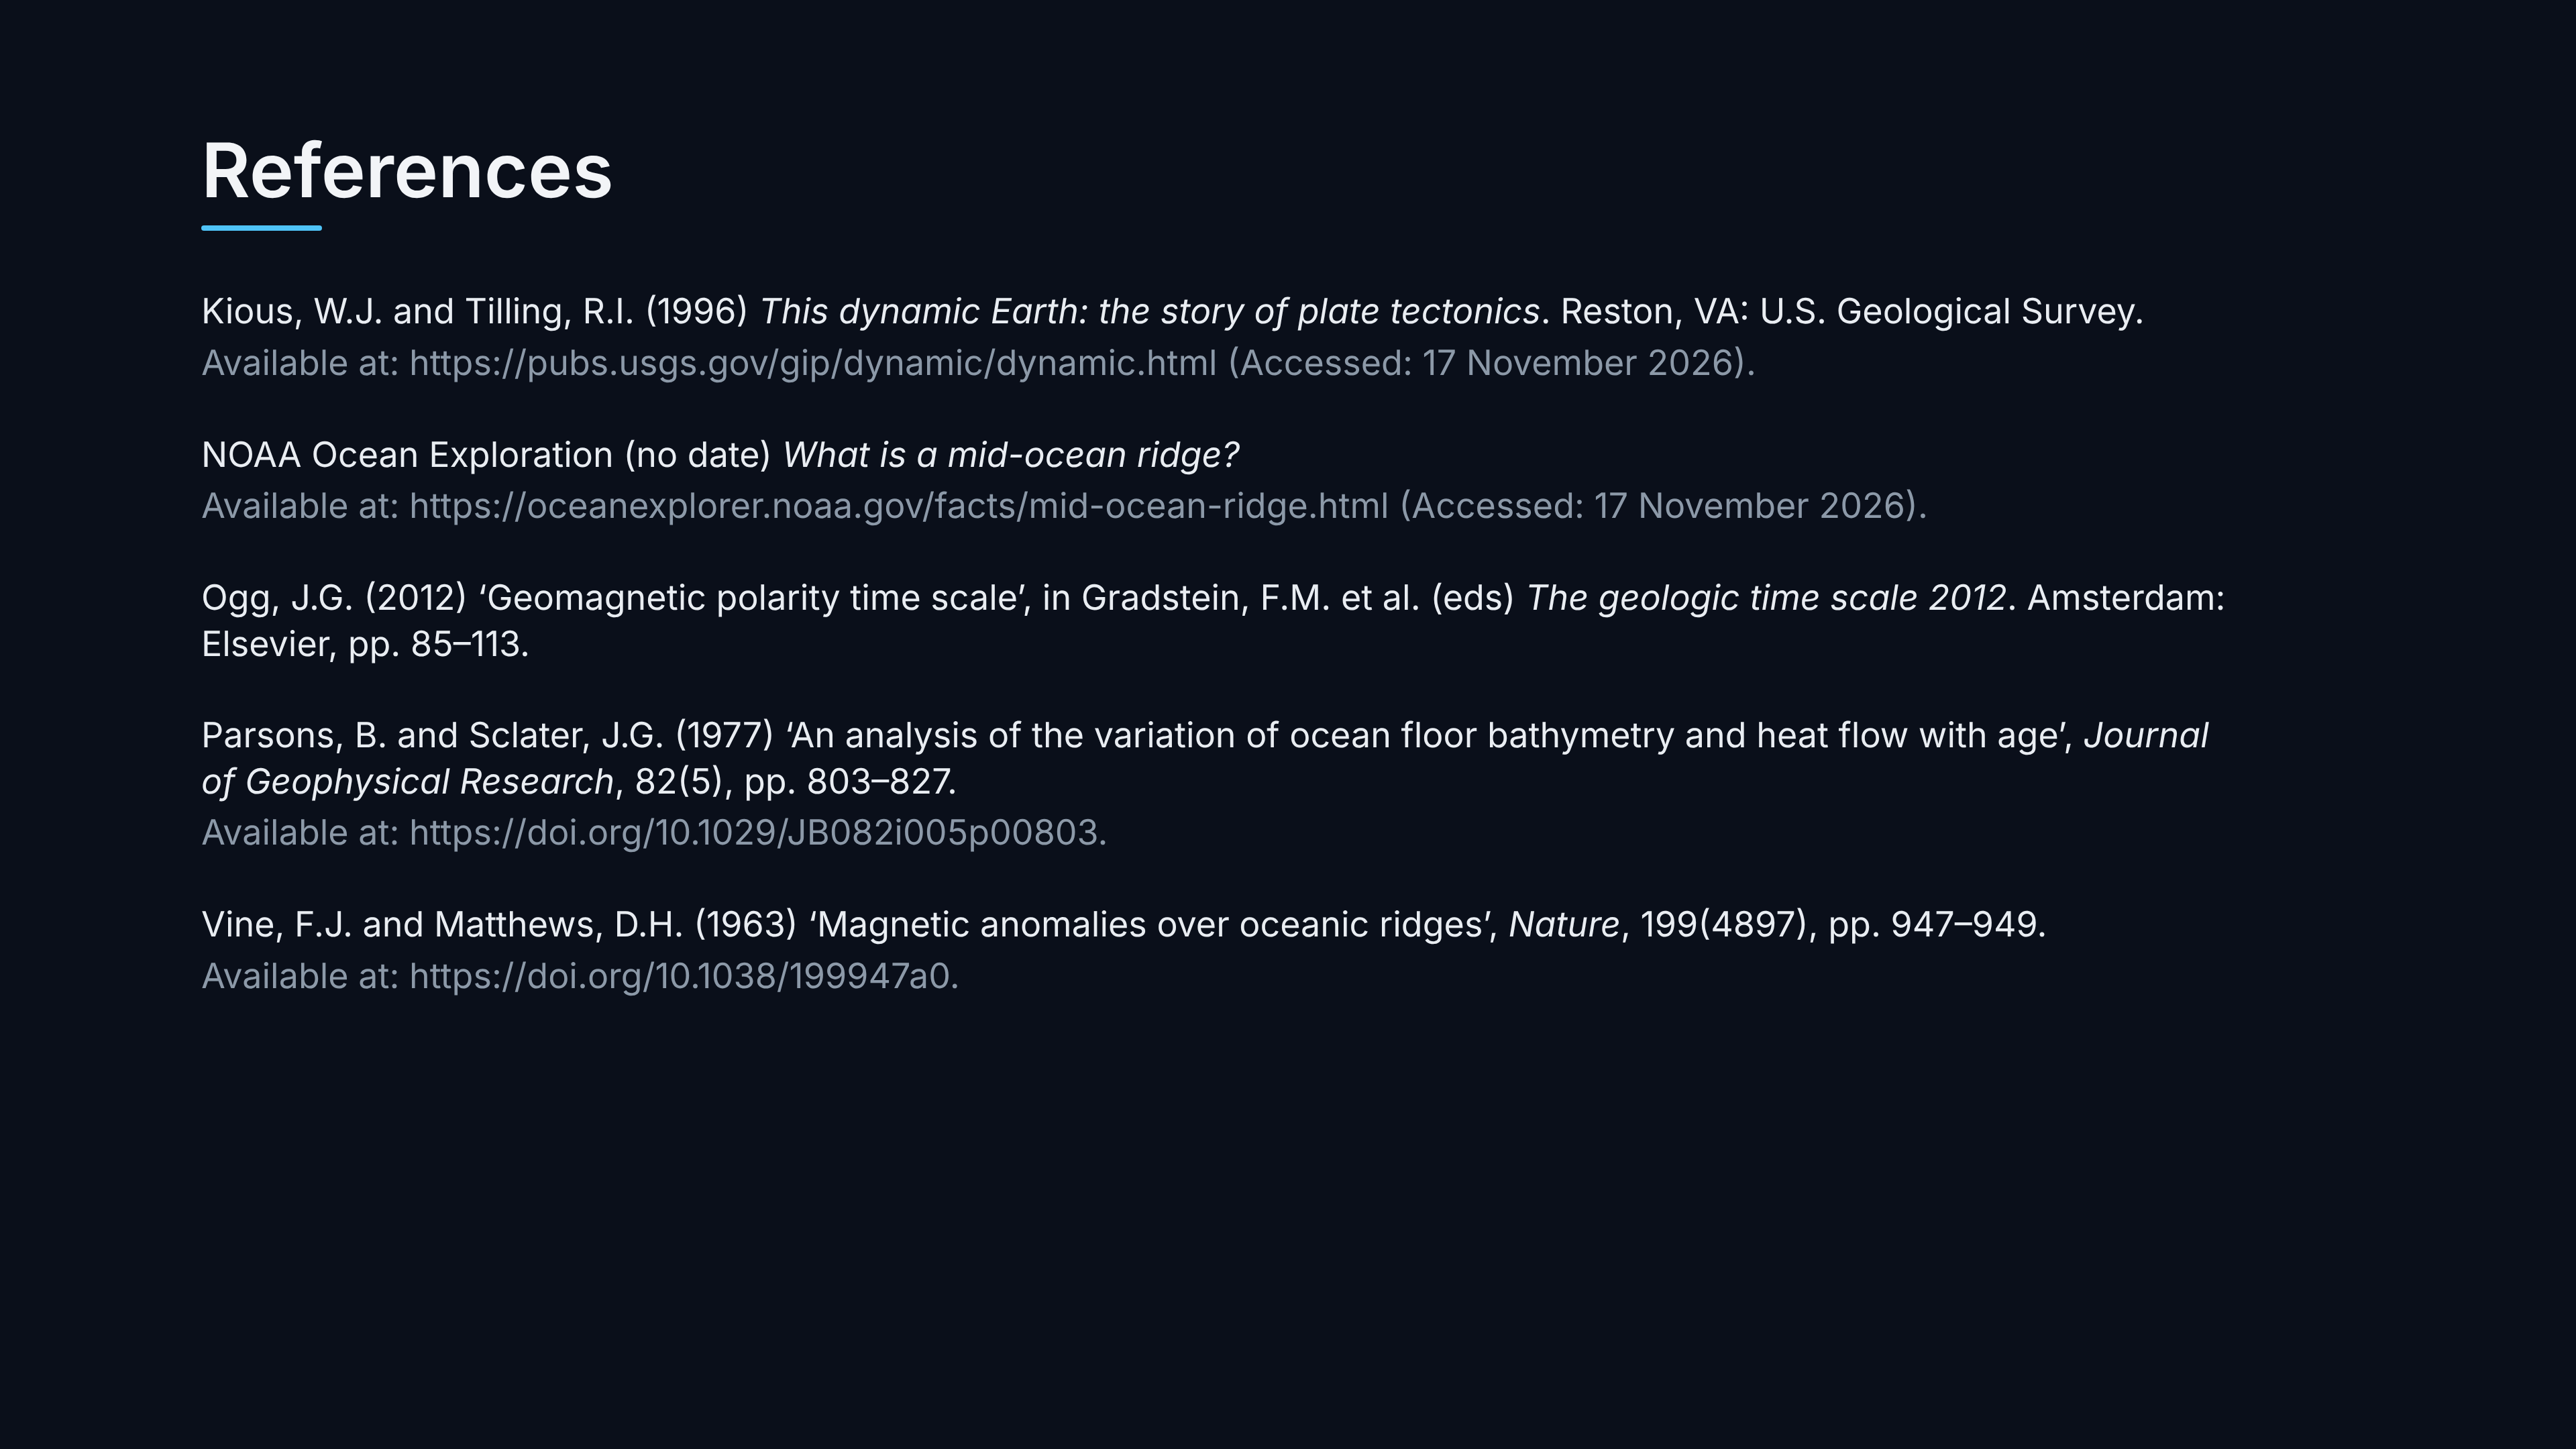 References
Kious, W.J. and Tilling, R.I. (1996) This dynamic Earth: the story of plate tectonics. Reston, VA: U.S. Geological Survey.
Available at: https://pubs.usgs.gov/gip/dynamic/dynamic.html (Accessed: 17 November 2026).
NOAA Ocean Exploration (no date) What is a mid-ocean ridge?
Available at: https://oceanexplorer.noaa.gov/facts/mid-ocean-ridge.html (Accessed: 17 November 2026).
Ogg, J.G. (2012) ‘Geomagnetic polarity time scale’, in Gradstein, F.M. et al. (eds) The geologic time scale 2012. Amsterdam:
Elsevier, pp. 85–113.
Parsons, B. and Sclater, J.G. (1977) ‘An analysis of the variation of ocean floor bathymetry and heat flow with age’, Journal
of Geophysical Research, 82(5), pp. 803–827.
Available at: https://doi.org/10.1029/JB082i005p00803.
Vine, F.J. and Matthews, D.H. (1963) ‘Magnetic anomalies over oceanic ridges’, Nature, 199(4897), pp. 947–949.
Available at: https://doi.org/10.1038/199947a0.